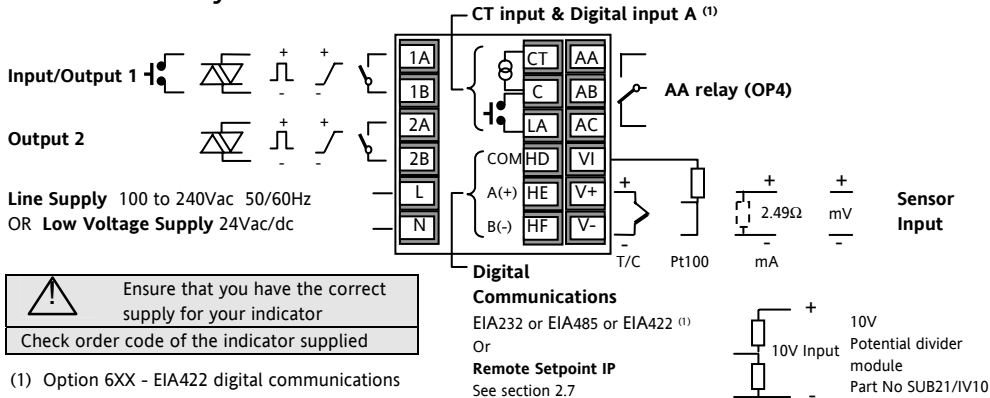 CT input & Digital input A (1)
Input/Output 1
+
-
+
-
1A
1B
CT
C
LA
AA
AB
AC
AA relay (OP4)
Output 2
+
-
+
-
2A
2B
Line Supply 100 to 240Vac 50/60Hz
OR Low Voltage Supply 24Vac/dc
L
N
COM
A(+)
B(-)
HD
HE
HF
VI
V+
V-
+
-
T/C
Pt100
+
2.49Ω
-
mA
+
mV
-
Sensor
Input
Ensure that you have the correct
supply for your indicator
Check order code of the indicator supplied
(1) Option 6XX - EIA422 digital communications
Digital
Communications
EIA232 or EIA485 or EIA422 (1)
Or
Remote Setpoint IP
See section 2.7
+
10V Input
-
10V
Potential divider
module
Part No SUB21/IV10